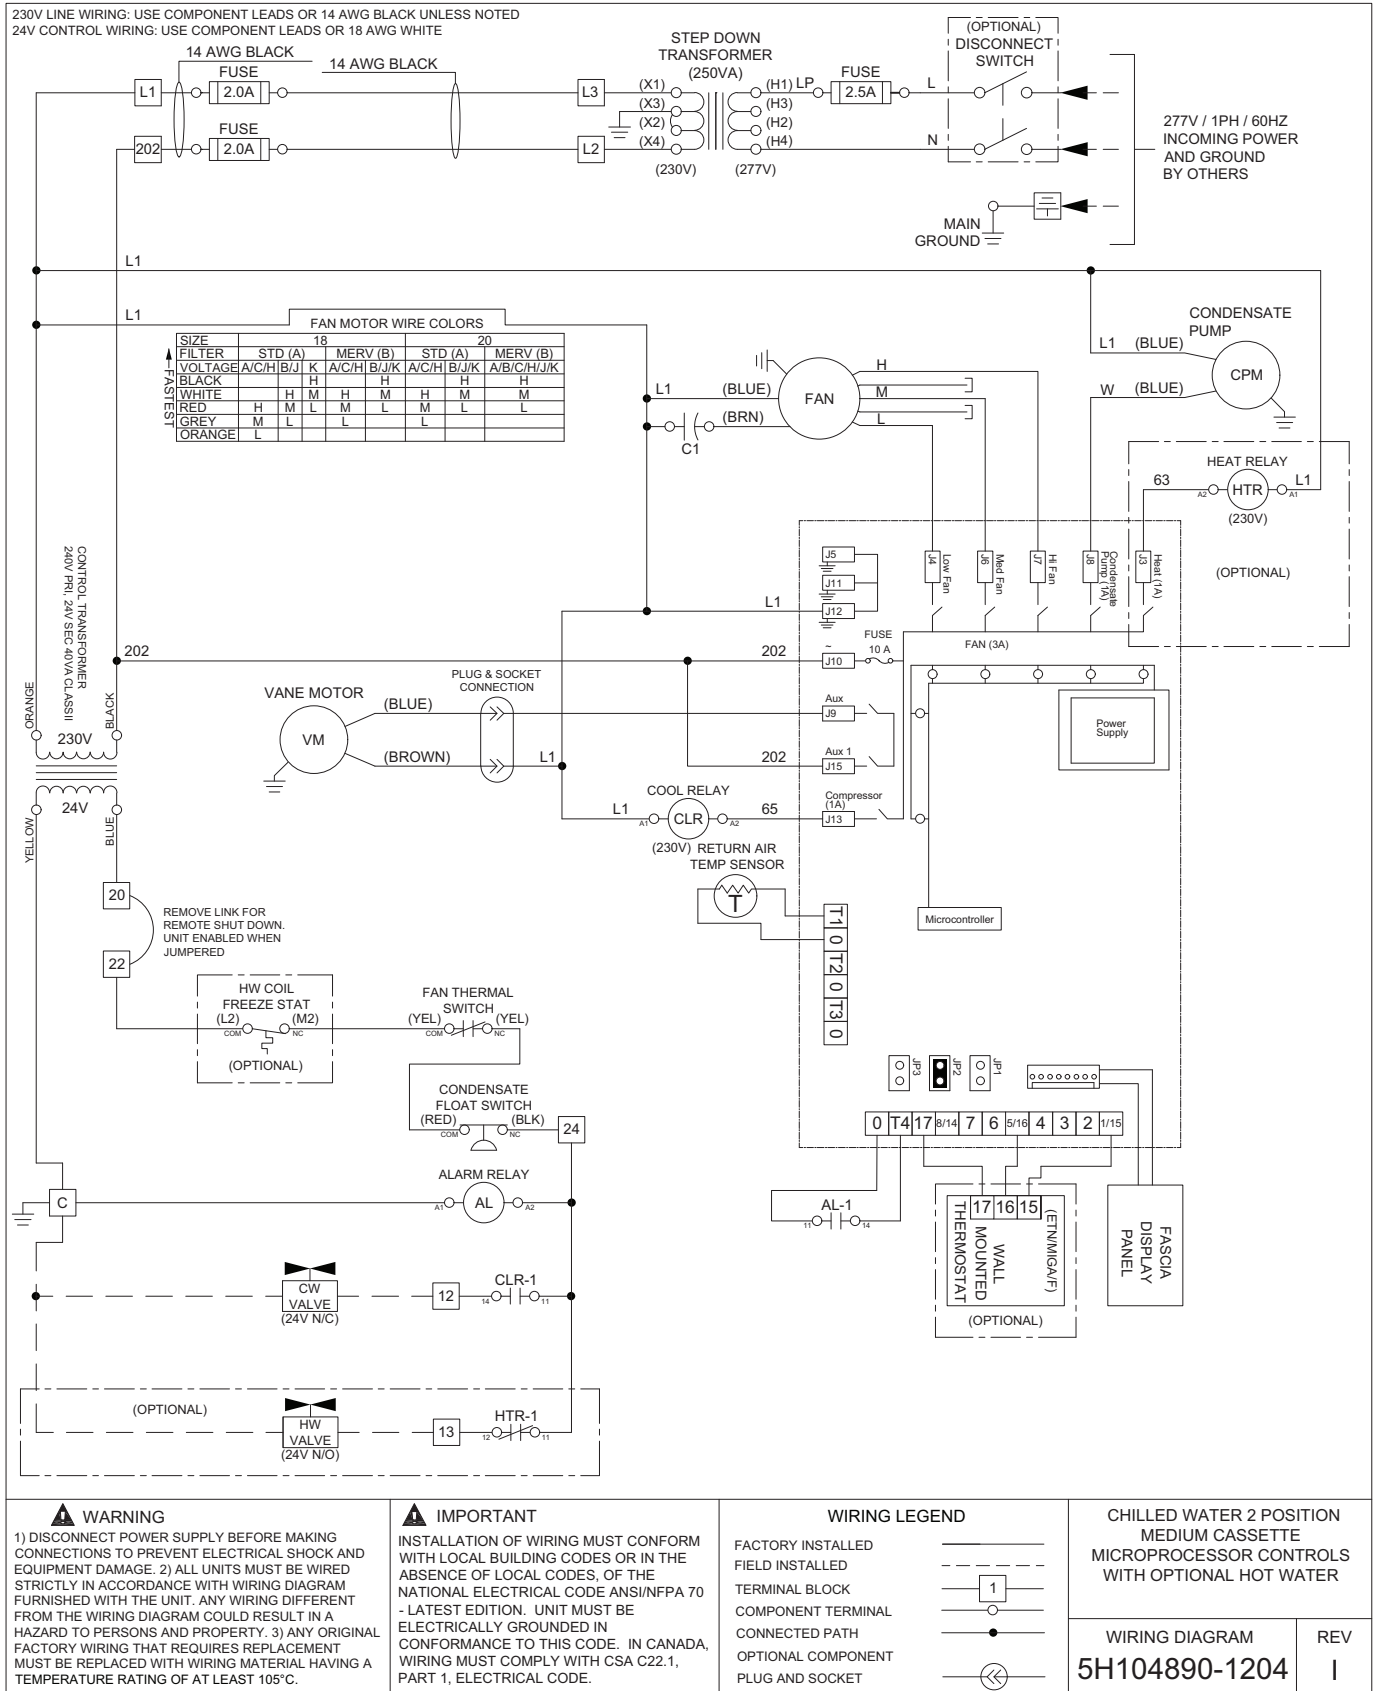 230V LINE WIRING: USE COMPONENT LEADS OR 14 AWG BLACK UNLESS NOTED
24V CONTROL WIRING: USE COMPONENT LEADS OR 18 AWG WHITE
14 AWG BLACK
14 AWG BLACK
STEP DOWN
TRANSFORMER
(250VA)
(OPTIONAL)
DISCONNECT
SWITCH
L1
FUSE
2.0A
L3
(X1)
(X3)
(X2)
(X4)
(H1)
(H3)
(H2)
(H4)
LP
FUSE
2.5A
L
202
FUSE
2.0A
L2
N
(230V)
(277V)
277V / 1PH / 60HZ
INCOMING POWER
AND GROUND
BY OTHERS
MAIN
GROUND
L1
L1
FAN MOTOR WIRE COLORS
SIZE 18 20
FILTER STD (A) MERV (B) STD (A) MERV (B)
VOLTAGE A/C/H B/J K A/C/H B/J/K A/C/H B/J/K A/B/C/H/J/K
BLACK H H H H
WHITE H M H M H M M
RED H M L M L M L L
GREY M L L L
ORANGE L
FASTEST
L1 (BLUE)
(BRN)
C1
FAN
H
M
L
CONDENSATE
PUMP
L1 (BLUE)
W (BLUE)
CPM
HEAT RELAY
63
A2
HTR
A1
L1
(230V)
(OPTIONAL)
J5
J11
L1
J12
J4
Low Fan
J6
Med Fan
J7
Hi Fan
J8
Condensate
Pump (1A)
J3
Heat (1A)
FUSE
10 A
FAN (3A)
CONTROL TRANSFORMER
240V PRI, 24V SEC 40VA CLASSII
202
202
~
J10
ORANGE
BLACK
230V
24V
YELLOW
BLUE
VANE MOTOR
VM
(BLUE)
(BROWN)
PLUG & SOCKET
CONNECTION
L1
Aux
J9
202
Aux 1
J15
Power
Supply
COOL RELAY
L1
A1
CLR
A2
65
Compressor
(1A)
J13
(230V)
RETURN AIR
TEMP SENSOR
T
T1 0 T2 0 T3 0
Microcontroller
20
REMOVE LINK FOR
REMOTE SHUT DOWN.
UNIT ENABLED WHEN
JUMPERED
22
HW COIL
FREEZE STAT
(L2)
COM
(M2)
NC
(OPTIONAL)
FAN THERMAL
SWITCH
(YEL)
COM
(YEL)
NC
CONDENSATE
FLOAT SWITCH
(RED)
COM
(BLK)
NC
24
JP3
JP2
JP1
0 T4 17 8/14 7 6 5/16 4 3 2 1/15
ALARM RELAY
C
A1
AL
A2
AL-1
11
14
17 16 15
WALL
MOUNTED
THERMOSTAT
(ETN/MIGA/F)
(OPTIONAL)
FASCIA
DISPLAY
PANEL
CW
VALVE
(24V N/C)
12
CLR-1
14
11
(OPTIONAL)
HW
VALVE
(24V N/O)
13
HTR-1
12
11
WARNING
1) DISCONNECT POWER SUPPLY BEFORE MAKING
CONNECTIONS TO PREVENT ELECTRICAL SHOCK AND
EQUIPMENT DAMAGE. 2) ALL UNITS MUST BE WIRED
STRICTLY IN ACCORDANCE WITH WIRING DIAGRAM
FURNISHED WITH THE UNIT. ANY WIRING DIFFERENT
FROM THE WIRING DIAGRAM COULD RESULT IN A
HAZARD TO PERSONS AND PROPERTY. 3) ANY ORIGINAL
FACTORY WIRING THAT REQUIRES REPLACEMENT
MUST BE REPLACED WITH WIRING MATERIAL HAVING A
TEMPERATURE RATING OF AT LEAST 105°C.
IMPORTANT
INSTALLATION OF WIRING MUST CONFORM
WITH LOCAL BUILDING CODES OR IN THE
ABSENCE OF LOCAL CODES, OF THE
NATIONAL ELECTRICAL CODE ANSI/NFPA 70
- LATEST EDITION. UNIT MUST BE
ELECTRICALLY GROUNDED IN
CONFORMANCE TO THIS CODE. IN CANADA,
WIRING MUST COMPLY WITH CSA C22.1,
PART 1, ELECTRICAL CODE.
WIRING LEGEND
FACTORY INSTALLED
FIELD INSTALLED
TERMINAL BLOCK
1
COMPONENT TERMINAL
CONNECTED PATH
OPTIONAL COMPONENT
PLUG AND SOCKET
CHILLED WATER 2 POSITION
MEDIUM CASSETTE
MICROPROCESSOR CONTROLS
WITH OPTIONAL HOT WATER
WIRING DIAGRAM
5H104890-1204
REV
I